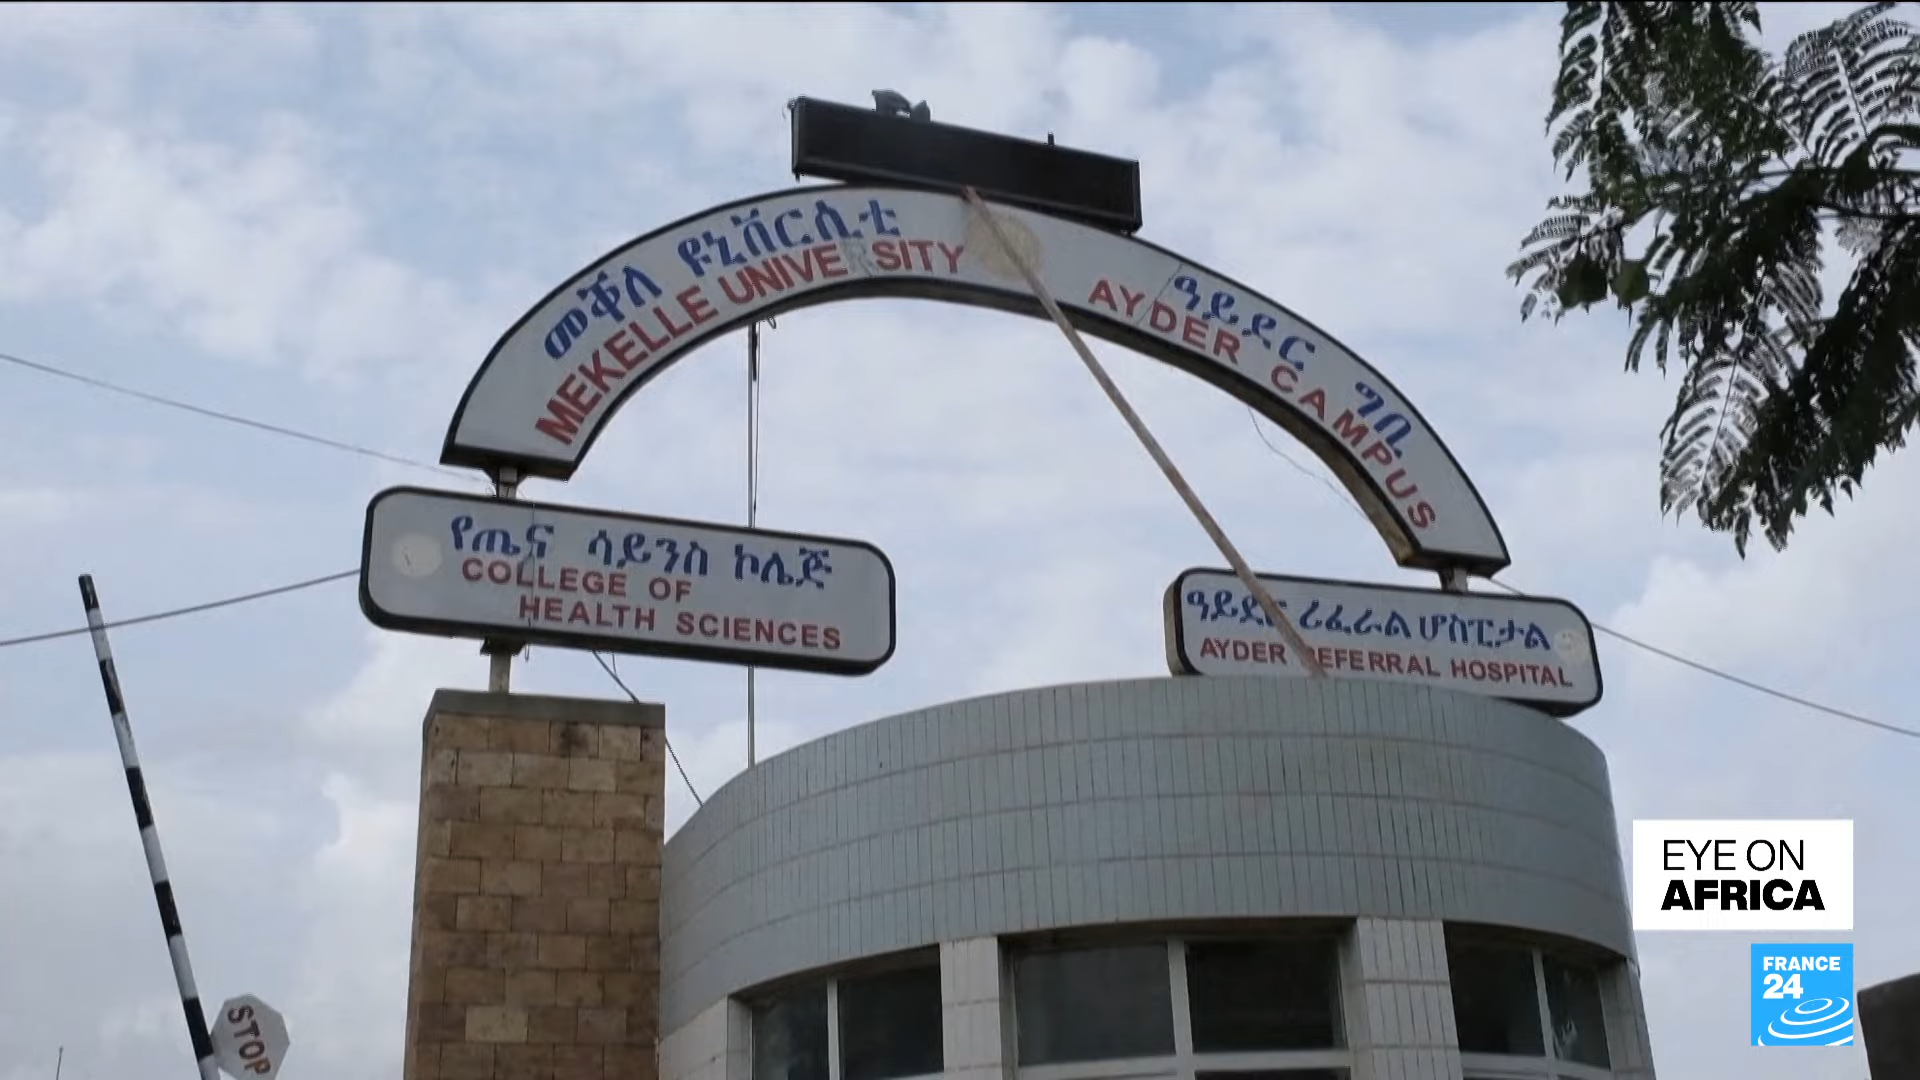 መቐለ ዩኒቨርሲቲ
MEKELLE UNIVERSITY
ዓይደር ግቢ
AYDER CAMPUS
የጤና ሳይንስ ኮሌጅ
COLLEGE OF
HEALTH SCIENCES
ዓይደር ሪፈራል ሆስፒታል
AYDER REFERRAL HOSPITAL
STOP
EYE ON
AFRICA
FRANCE
24